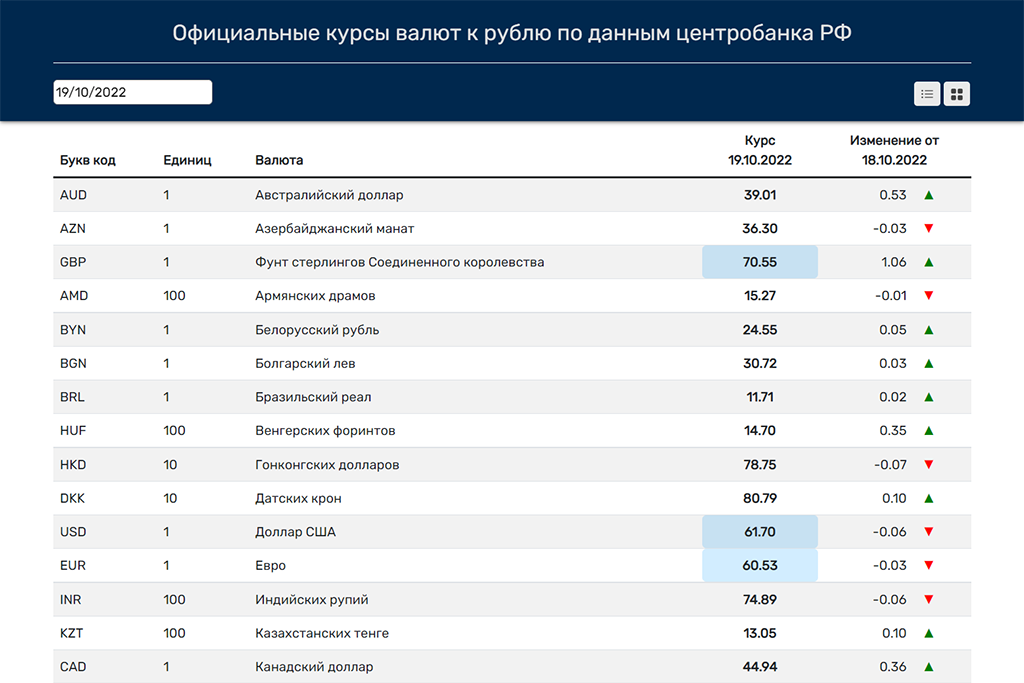 Официальные курсы валют к рублю по данным центробанка РФ
19/10/2022
Букв код Единиц Валюта Курс 19.10.2022 Изменение от 18.10.2022
AUD 1 Австралийский доллар 39.01 0.53 ▲
AZN 1 Азербайджанский манат 36.30 -0.03 ▼
GBP 1 Фунт стерлингов Соединенного королевства 70.55 1.06 ▲
AMD 100 Армянских драмов 15.27 -0.01 ▼
BYN 1 Белорусский рубль 24.55 0.05 ▲
BGN 1 Болгарский лев 30.72 0.03 ▲
BRL 1 Бразильский реал 11.71 0.02 ▲
HUF 100 Венгерских форинтов 14.70 0.35 ▲
HKD 10 Гонконгских долларов 78.75 -0.07 ▼
DKK 10 Датских крон 80.79 0.10 ▲
USD 1 Доллар США 61.70 -0.06 ▼
EUR 1 Евро 60.53 -0.03 ▼
INR 100 Индийских рупий 74.89 -0.06 ▼
KZT 100 Казахстанских тенге 13.05 0.10 ▲
CAD 1 Канадский доллар 44.94 0.36 ▲